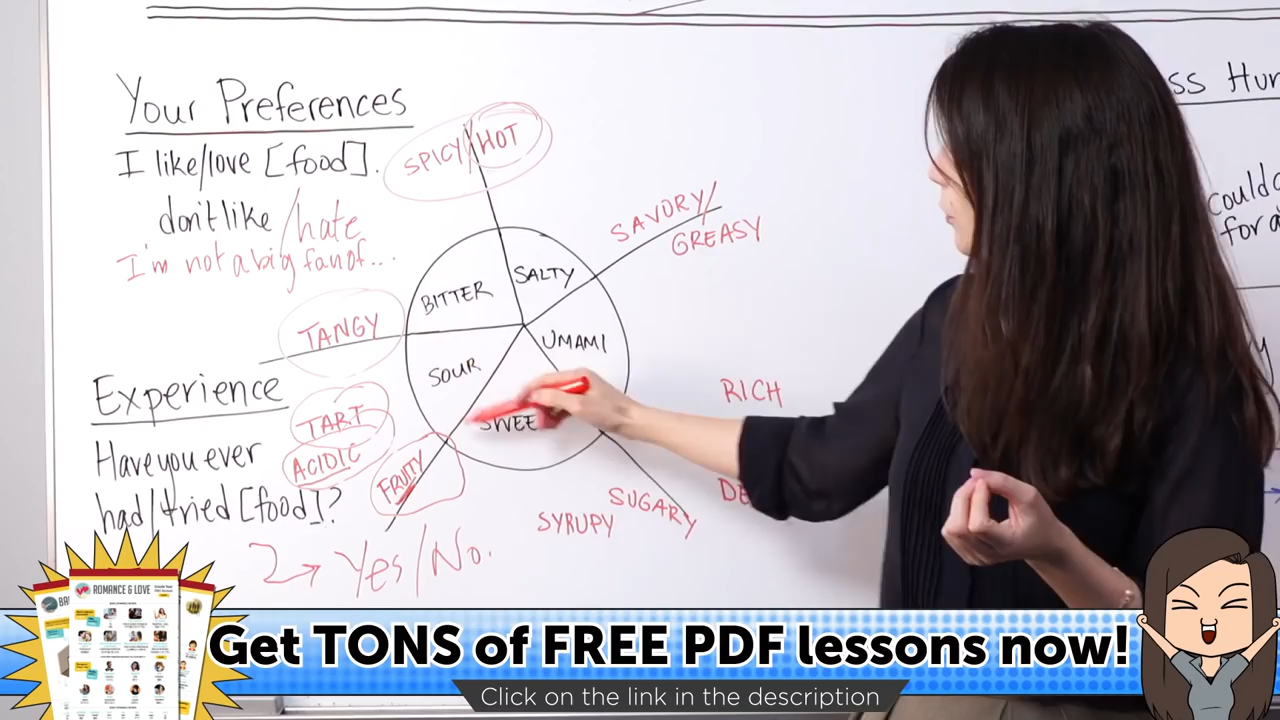 Your Preferences
I like/love [food].
don't like/hate
I'm not a big fan of...
SPICY/HOT
SAVORY/
GREASY
BITTER
SALTY
UMAMI
SOUR
TANGY
TART
ACIDIC
FRUITY
RICH
SUGARY
SYRUPY
Experience
Have you ever
had/tried [food]?
→ Yes/No.
could
for a
ROMANCE & LOVE
Get TONS of FREE PDF lessons now!
Click on the link in the description